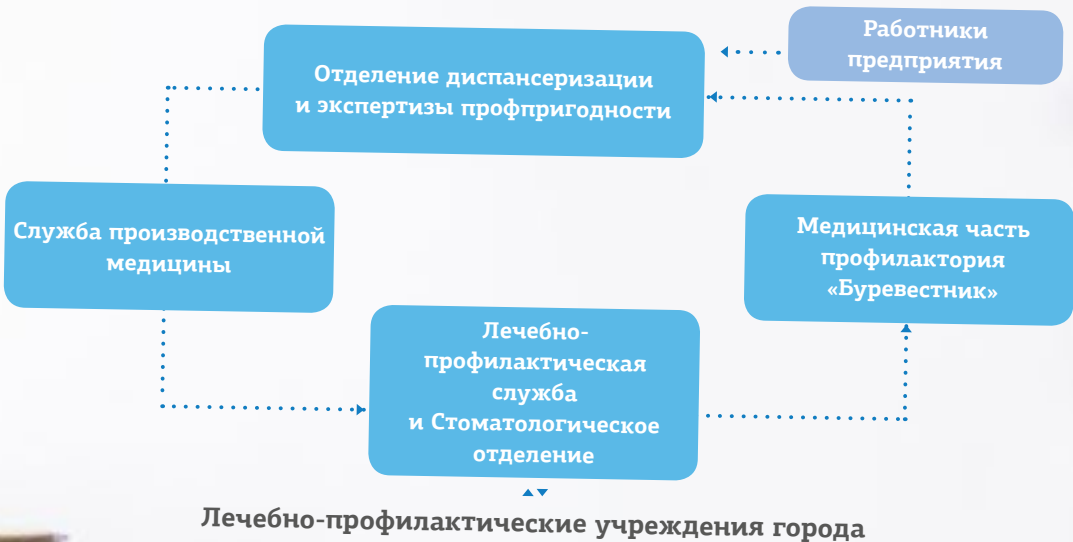 Работники
предприятия
Отделение диспансеризации
и экспертизы профпригодности
Служба производственной
медицины
Медицинская часть
профилактория
«Буревестник»
Лечебно-
профилактическая
служба
и Стоматологическое
отделение
Лечебно-профилактические учреждения города